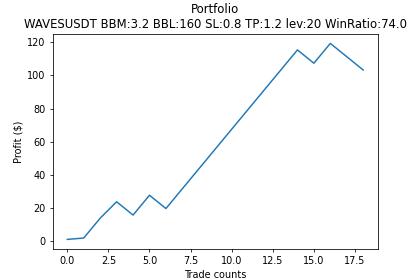 Portfolio
WAVESUSDT BBM:3.2 BBL:160 SL:0.8 TP:1.2 lev:20 WinRatio:74.0
120
100
80
60
40
20
0
Profit ($)
0.0 2.5 5.0 7.5 10.0 12.5 15.0 17.5
Trade counts